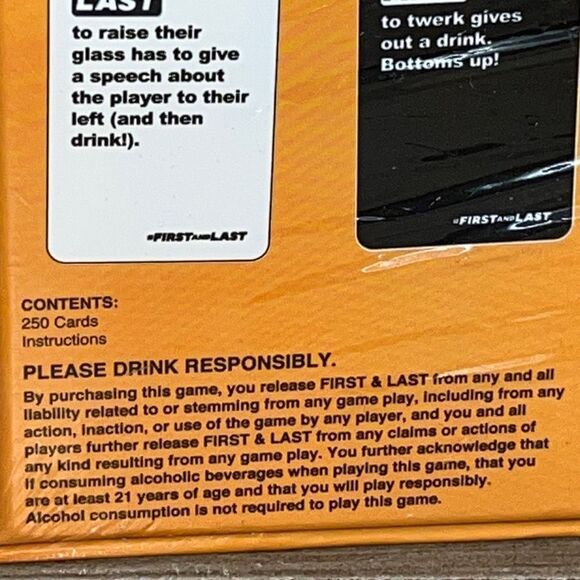 LAST
to raise their
glass has to give
a speech about
the player to their
left (and then
drink!).
#FIRSTANDLAST
to twerk gives
out a drink.
Bottoms up!
#FIRSTANDLAST
CONTENTS:
250 Cards
Instructions
PLEASE DRINK RESPONSIBLY.
By purchasing this game, you release FIRST & LAST from any and all
liability related to or stemming from any game play, including from any
action, inaction, or use of the game by any player, and you and all
players further release FIRST & LAST from any claims or actions of
any kind resulting from any game play. You further acknowledge that
if consuming alcoholic beverages when playing this game, that you
are at least 21 years of age and that you will play responsibly.
Alcohol consumption is not required to play this game.